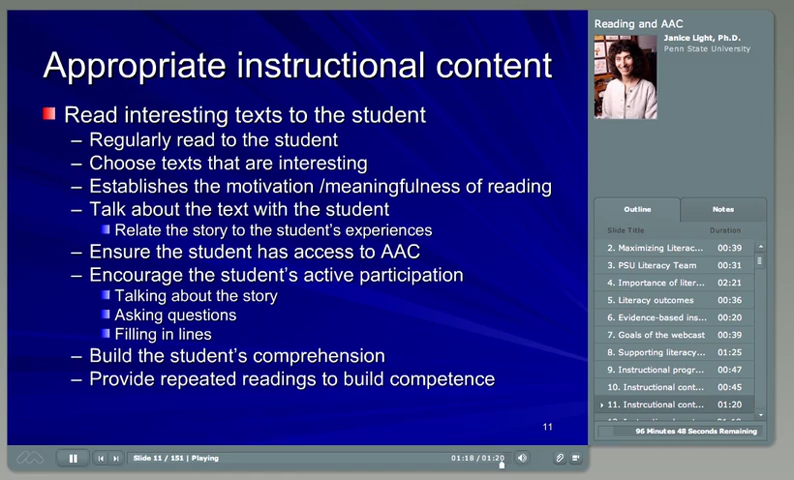 Appropriate instructional content
Read interesting texts to the student
– Regularly read to the student
– Choose texts that are interesting
– Establishes the motivation /meaningfulness of reading
– Talk about the text with the student
Relate the story to the student's experiences
– Ensure the student has access to AAC
– Encourage the student's active participation
Talking about the story
Asking questions
Filling in lines
– Build the student's comprehension
– Provide repeated readings to build competence
11
Slide 11 / 151 | Playing
01:18 / 01:20
Reading and AAC
Janice Light, Ph.D.
Penn State University
Outline Notes
Slide Title Duration
2. Maximizing Literac... 00:39
3. PSU Literacy Team 00:31
4. Importance of liter... 02:21
5. Literacy outcomes 00:36
6. Evidence-based ins... 00:20
7. Goals of the webcast 00:39
8. Supporting literacy... 01:25
9. Instructional progr... 00:47
10. Instructional cont... 00:45
11. Instrcutional cont... 01:20
96 Minutes 48 Seconds Remaining